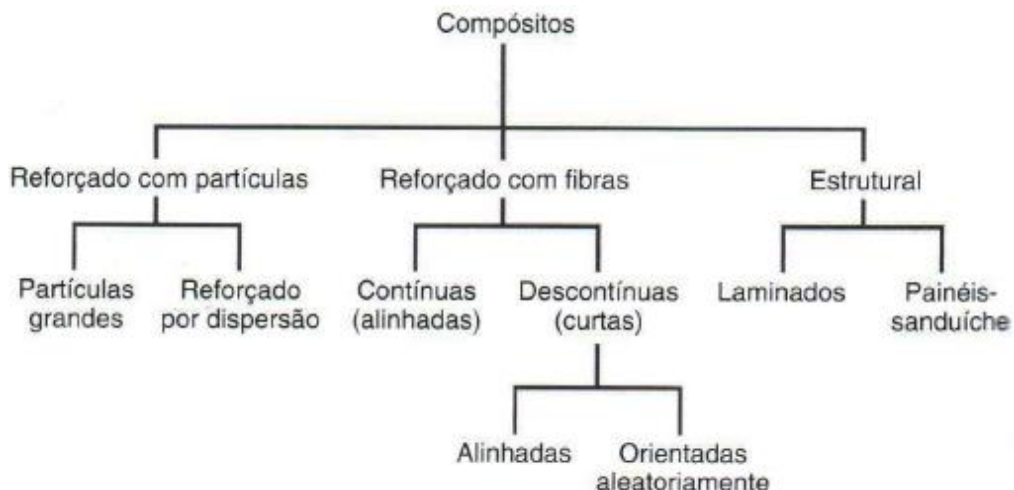 Compósitos
Reforçado com partículas
Reforçado com fibras
Estrutural
Partículas
grandes
Reforçado
por dispersão
Contínuas
(alinhadas)
Descontínuas
(curtas)
Laminados
Painéis-
sanduíche
Alinhadas
Orientadas
aleatoriamente